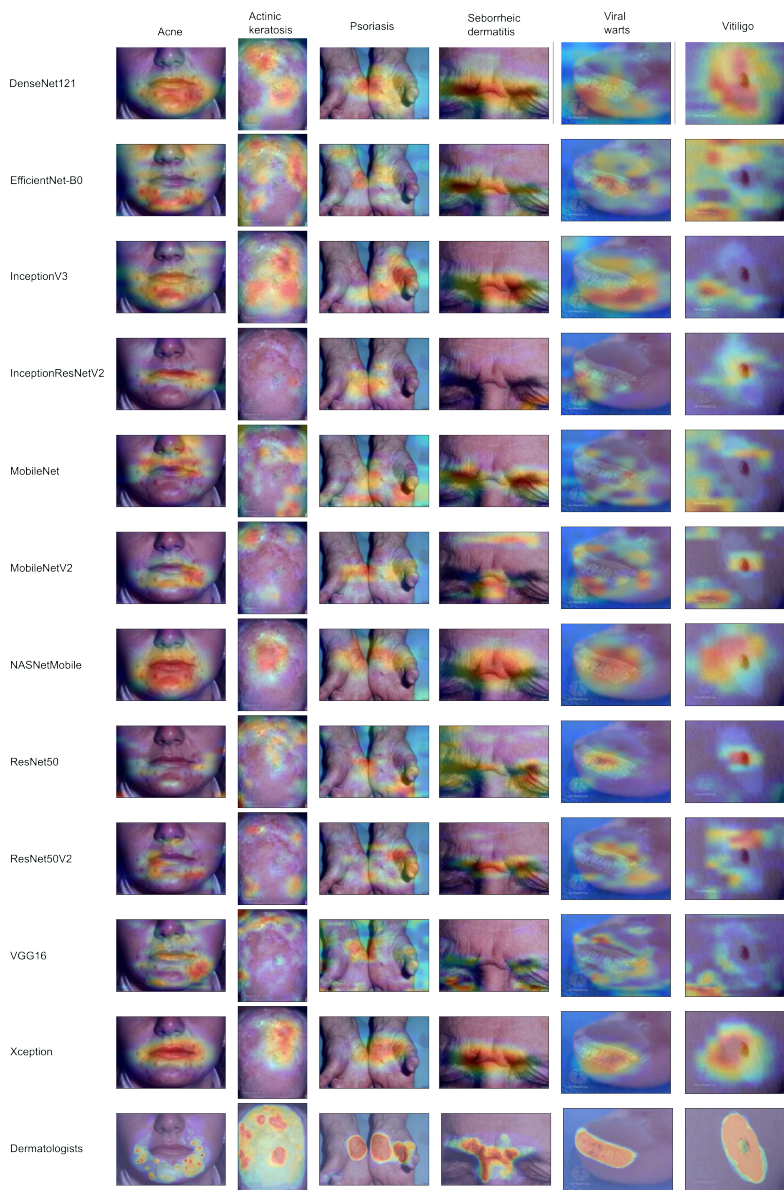 Acne
Actinic
keratosis
Psoriasis
Seborrheic
dermatitis
Viral
warts
Vitiligo
DenseNet121
EfficientNet-B0
InceptionV3
InceptionResNetV2
MobileNet
MobileNetV2
NASNetMobile
ResNet50
ResNet50V2
VGG16
Xception
Dermatologists